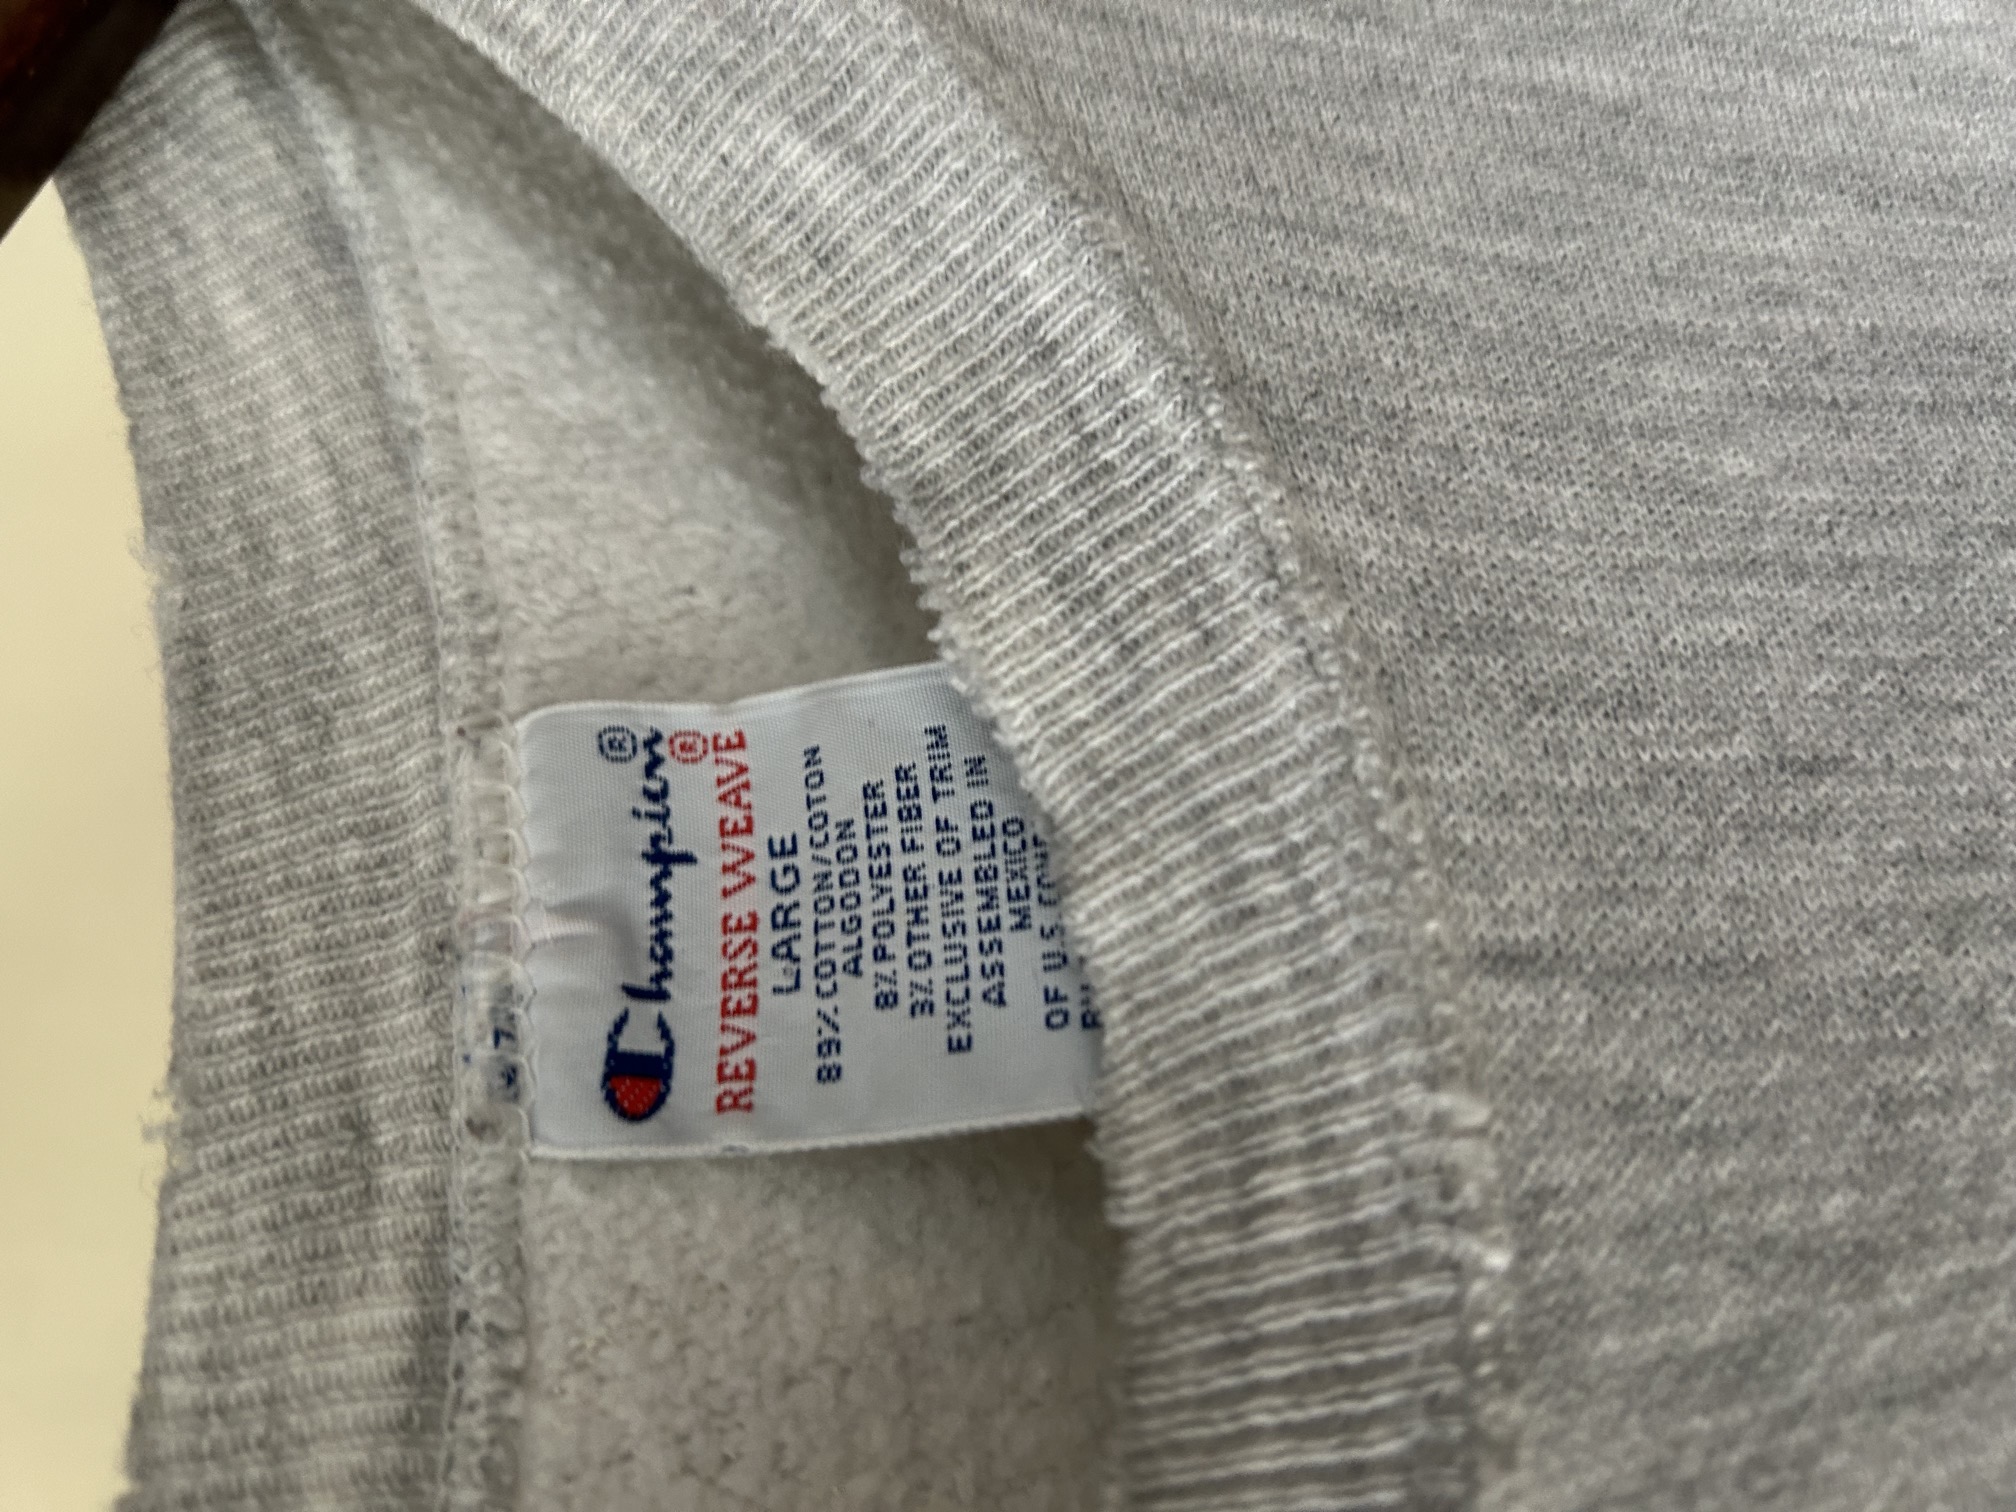 Champion®
REVERSE WEAVE®
LARGE
89% COTTON/COTON
ALGODON
8% POLYESTER
3% OTHER FIBER
EXCLUSIVE OF TRIM
ASSEMBLED IN
MEXICO
OF U.S.